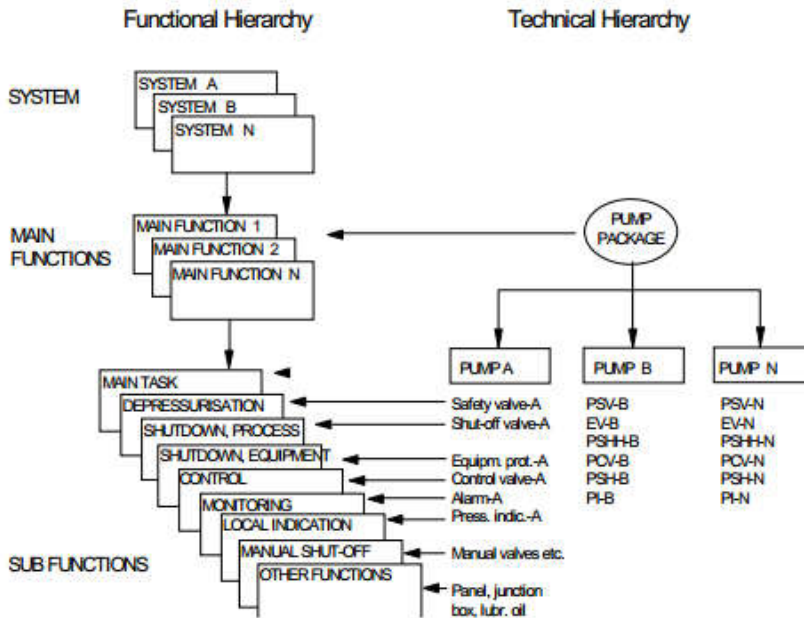 Functional Hierarchy
Technical Hierarchy
SYSTEM
SYSTEM A
SYSTEM B
SYSTEM N
MAIN
FUNCTIONS
MAIN FUNCTION 1
MAIN FUNCTION 2
MAIN FUNCTION N
PUMP
PACKAGE
PUMP A
PUMP B
PUMP N
MAIN TASK
DEPRESSURISATION
SHUTDOWN, PROCESS
SHUTDOWN, EQUIPMENT
CONTROL
MONITORING
LOCAL INDICATION
MANUAL SHUT-OFF
OTHER FUNCTIONS
SUB FUNCTIONS
Safety valve-A
Shut-off valve-A
Equipm. prot.-A
Control valve-A
Alarm-A
Press. indic.-A
Manual valves etc.
Panel, junction
box, lubr. oil
PSV-B
EV-B
PSHH-B
PCV-B
PSH-B
PI-B
PSV-N
EV-N
PSHH-N
PCV-N
PSH-N
PI-N